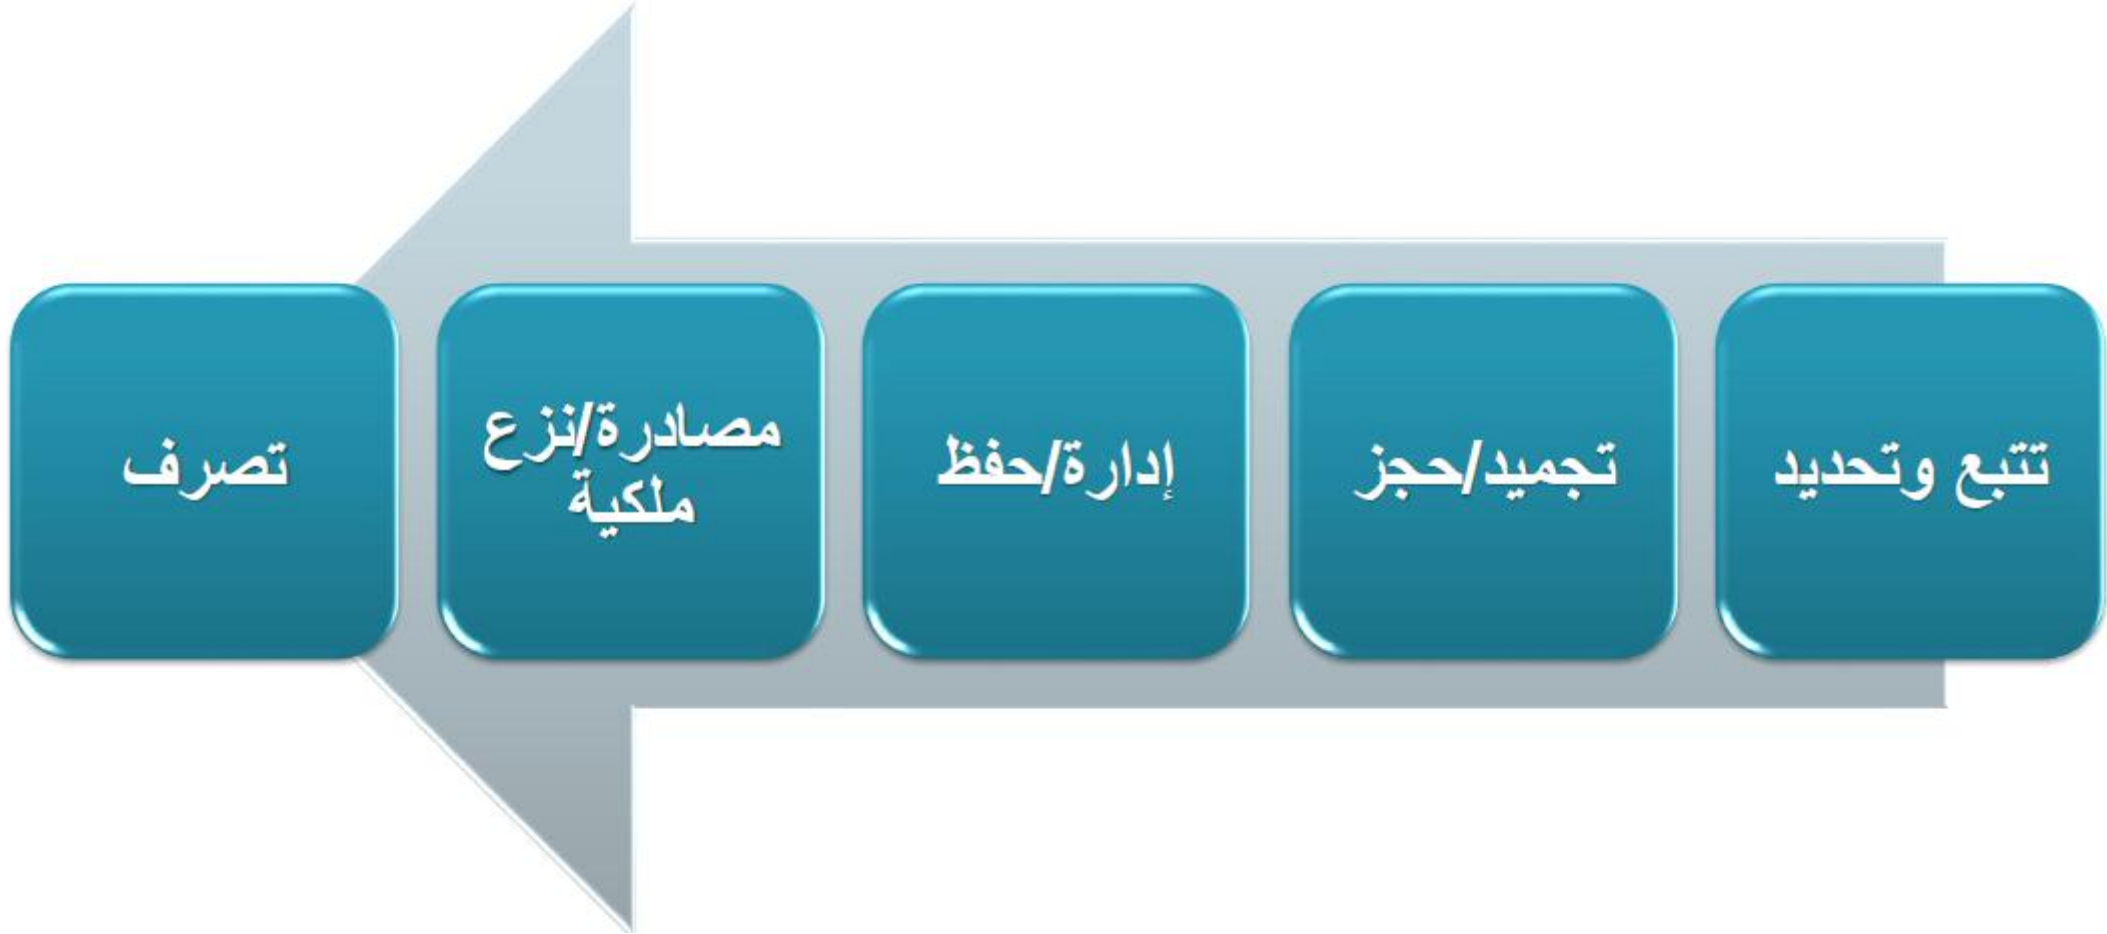 تتبع وتحديد
تجميد/حجز
إدارة/حفظ
مصادرة/نزع
ملكية
تصرف